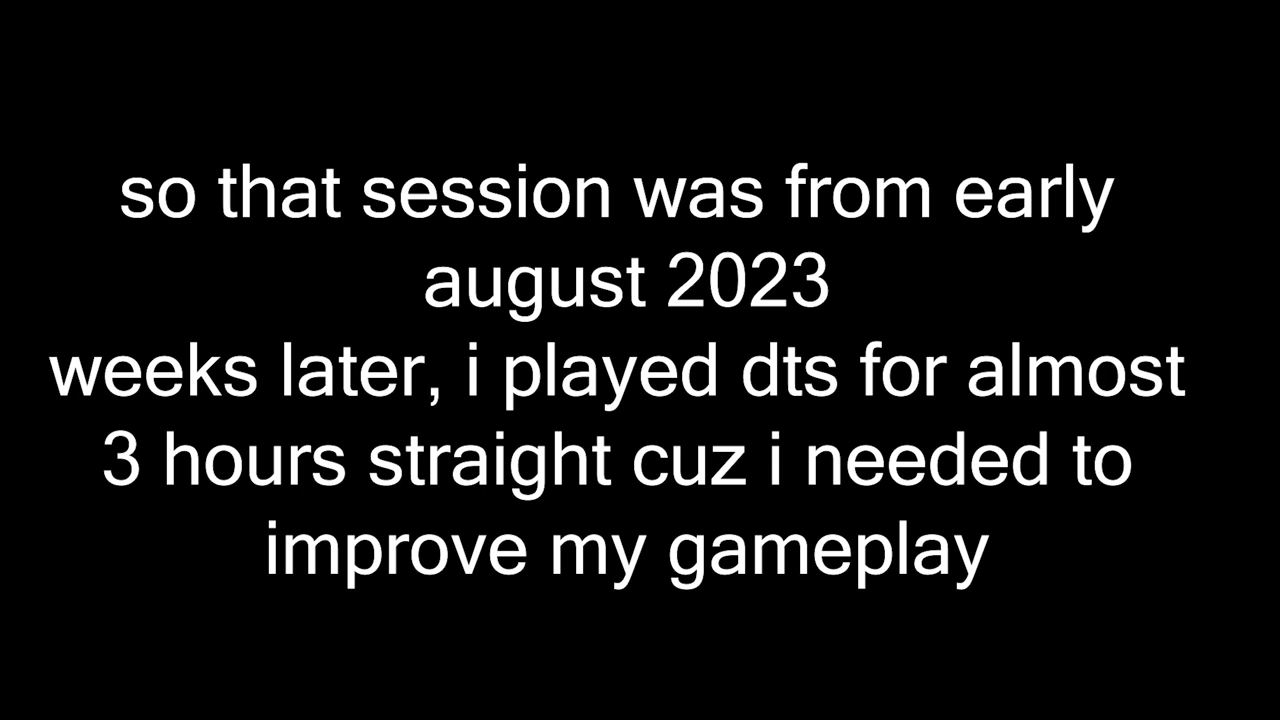 so that session was from early
august 2023
weeks later, i played dts for almost
3 hours straight cuz i needed to
improve my gameplay